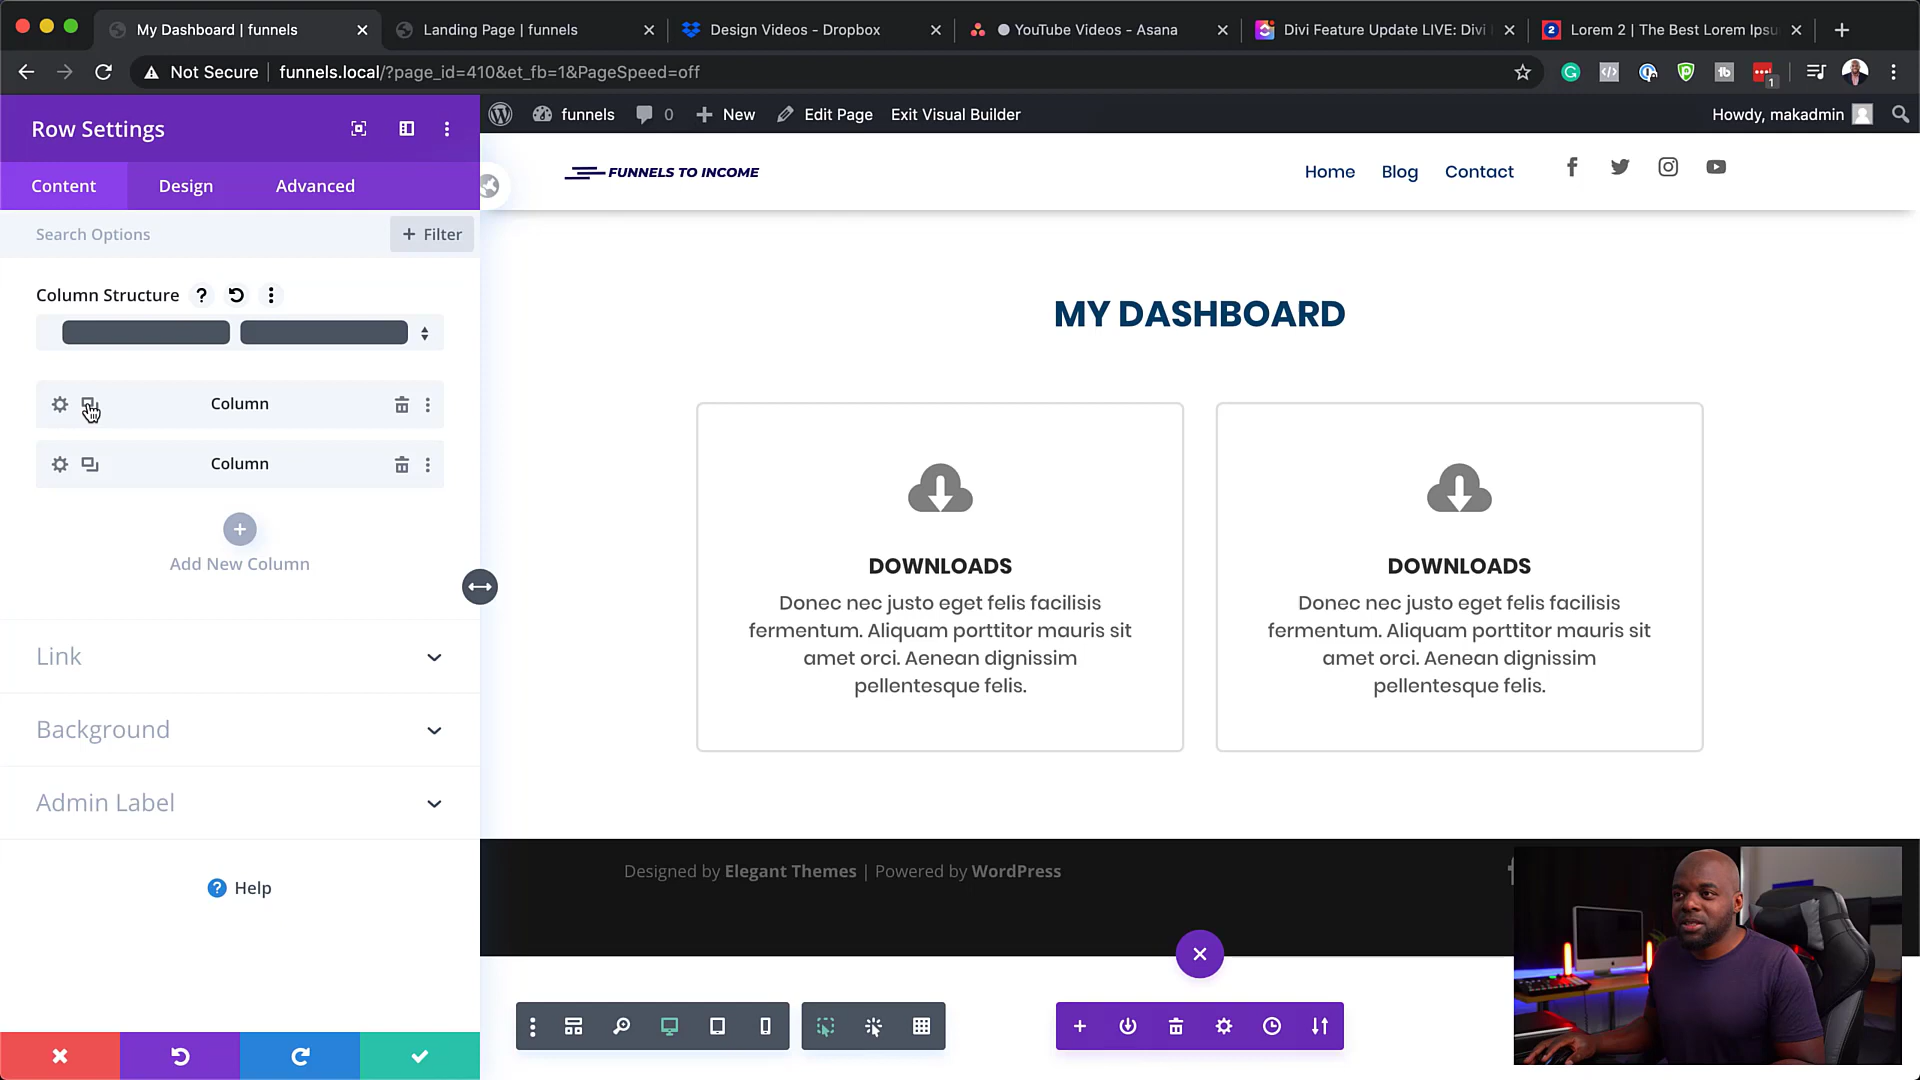 My Dashboard | funnels
Landing Page | funnels
Design Videos - Dropbox
YouTube Videos - Asana
Divi Feature Update LIVE: Divi
Lorem 2 | The Best Lorem Ipsu
Not Secure
funnels.local/?page_id=410&et_fb=1&PageSpeed=off
1
Row Settings
funnels
0
New
Edit Page
Exit Visual Builder
Howdy, makadmin
Content
Design
Advanced
FUNNELS TO INCOME
Home
Blog
Contact
Search Options
+ Filter
Column Structure
Column
Column
Add New Column
Link
Background
Admin Label
Help
MY DASHBOARD
DOWNLOADS
Donec nec justo eget felis facilisis
fermentum. Aliquam porttitor mauris sit
amet orci. Aenean dignissim
pellentesque felis.
DOWNLOADS
Donec nec justo eget felis facilisis
fermentum. Aliquam porttitor mauris sit
amet orci. Aenean dignissim
pellentesque felis.
Designed by Elegant Themes | Powered by WordPress